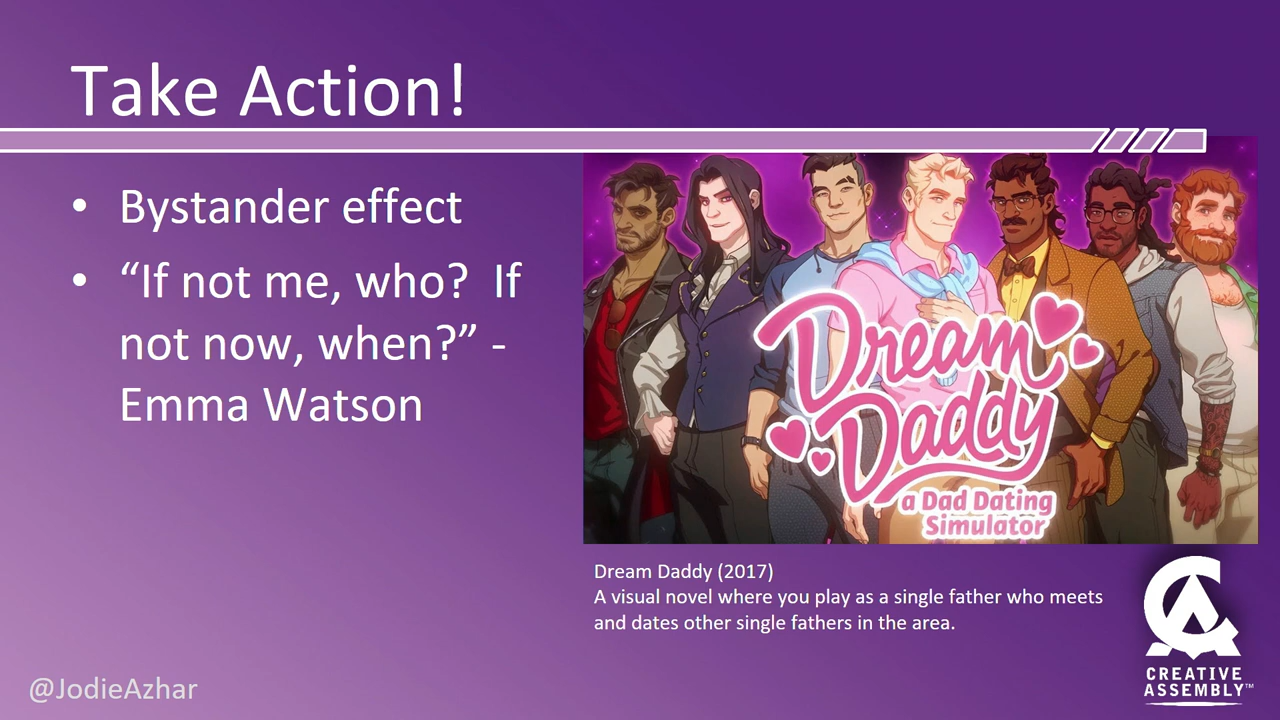 Take Action!
• Bystander effect
• “If not me, who?  If
not now, when?” -
Emma Watson
Dream
Daddy
a Dad Dating
Simulator
Dream Daddy (2017)
A visual novel where you play as a single father who meets
and dates other single fathers in the area.
CREATIVE
ASSEMBLY™
@JodieAzhar